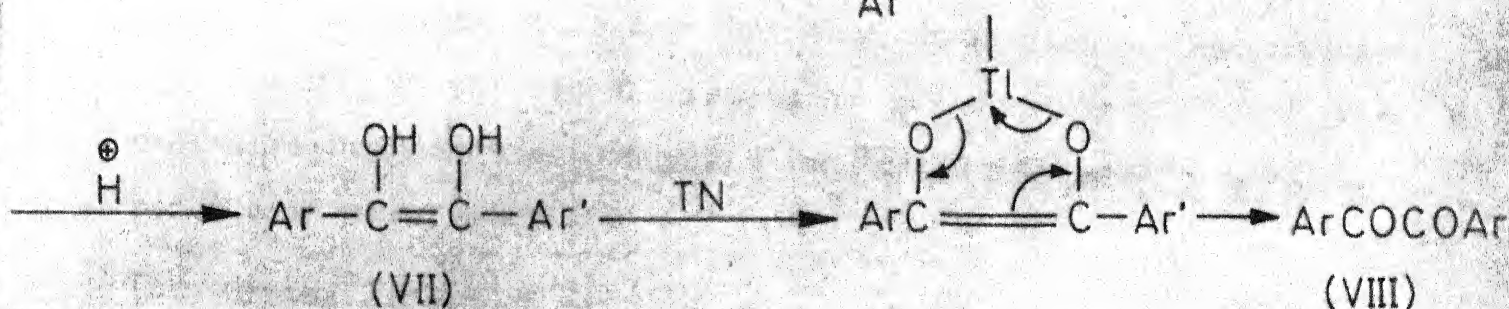 Ar
Tl
OH OH O O
⊕
H Ar-C=C-Ar' TN ArC=C-Ar' ArCOCOAr
(VII) (VIII)